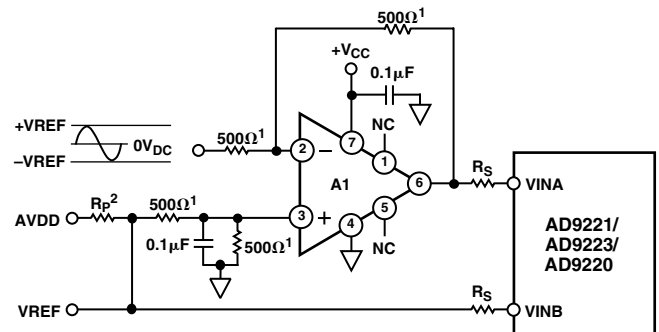 500Ω¹
+VCC
0.1µF
+VREF
0VDC
–VREF
500Ω¹
2
–
7
NC
1
A1
6
RS
VINA
AVDD
RP²
500Ω¹
3
+
4
5
NC
0.1µF
500Ω¹
AD9221/
AD9223/
AD9220
VREF
RS
VINB